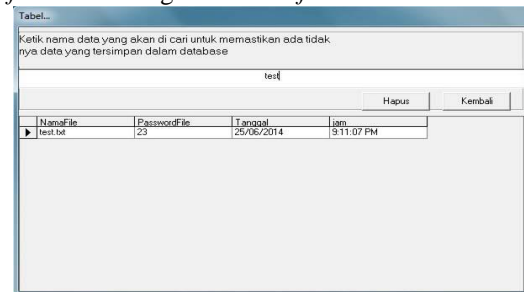 Tabel...
Ketik nama data yang akan di cari untuk memastikan ada tidak
nya data yang tersimpan dalam database
test
Hapus Kembali
NamaFile PasswordFile Tanggal jam
test.txt 23 25/06/2014 9:11:07 PM